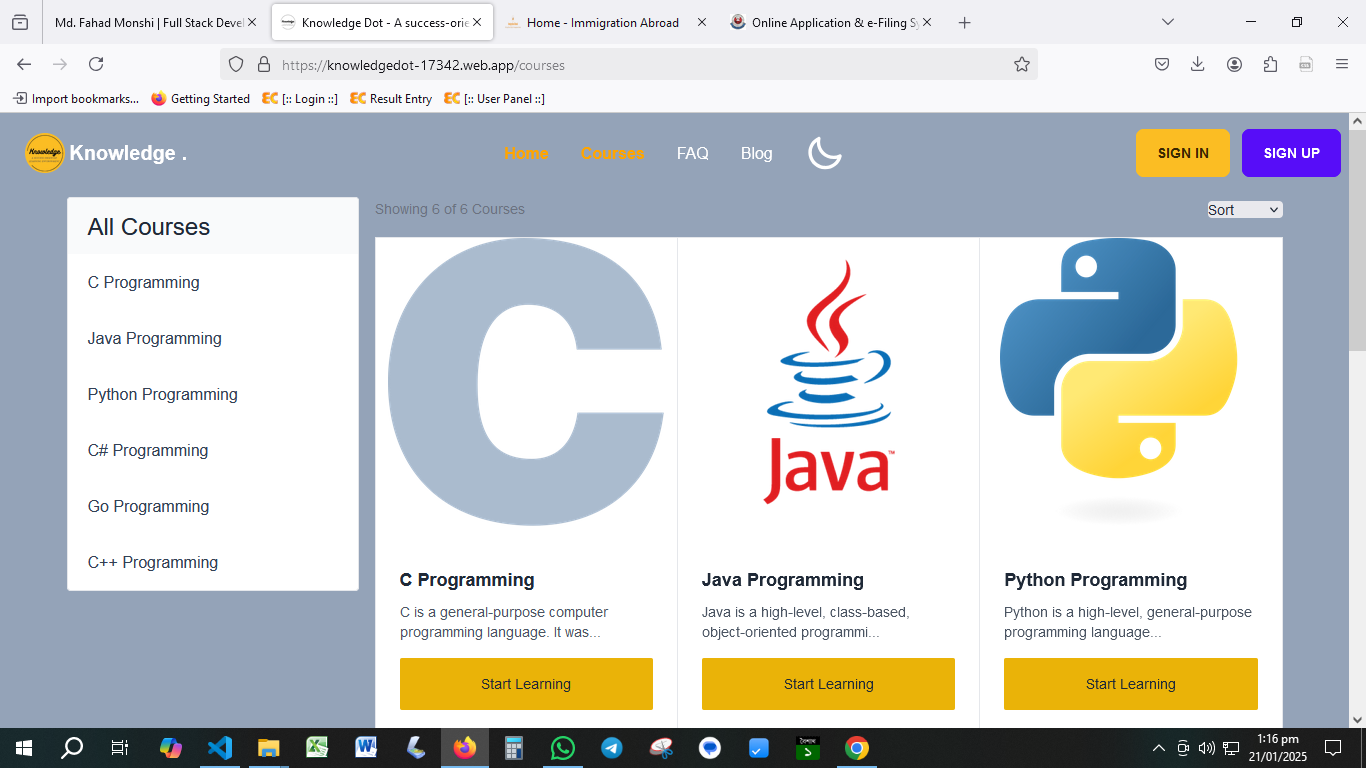 Md. Fahad Monshi | Full Stack Devel
Knowledge Dot - A success-orie
Home - Immigration Abroad
Online Application & e-Filing Sy
https://knowledgedot-17342.web.app/courses
Import bookmarks...
Getting Started
[:: Login ::]
Result Entry
[:: User Panel ::]
Knowledge
Knowledge .
Home
Courses
FAQ
Blog
SIGN IN
SIGN UP
All Courses
C Programming
Java Programming
Python Programming
C# Programming
Go Programming
C++ Programming
Showing 6 of 6 Courses
Sort
Java™
C Programming
C is a general-purpose computer
programming language. It was...
Start Learning
Java Programming
Java is a high-level, class-based,
object-oriented programmi...
Start Learning
Python Programming
Python is a high-level, general-purpose
programming language...
Start Learning
1:16 pm
21/01/2025